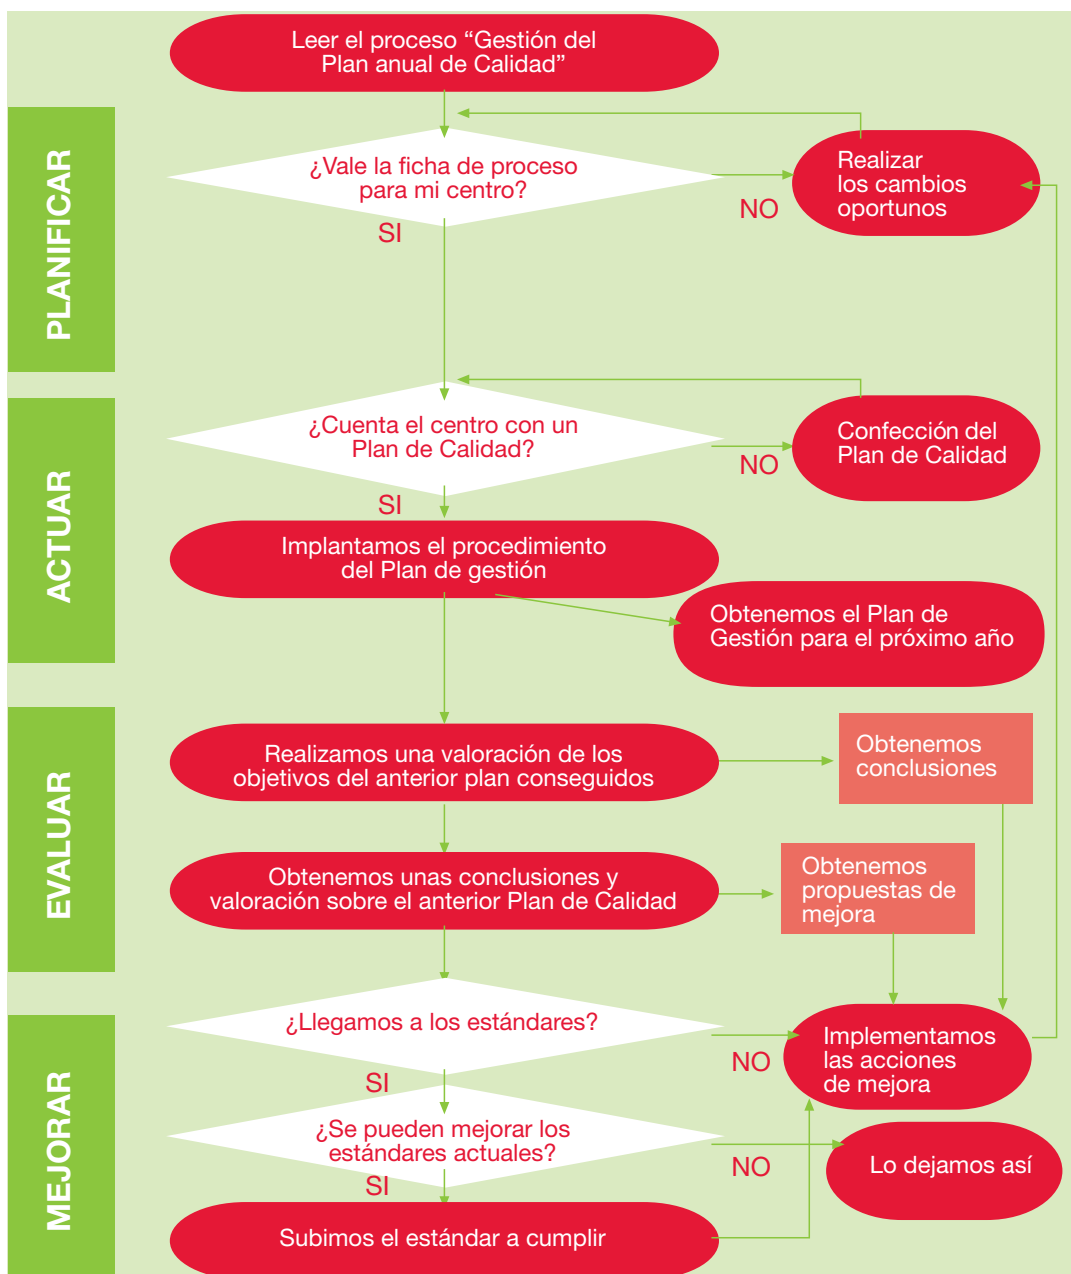 Leer el proceso “Gestión del
Plan anual de Calidad”
PLANIFICAR
¿Vale la ficha de proceso
para mi centro?
NO
SI
Realizar
los cambios
oportunos
ACTUAR
¿Cuenta el centro con un
Plan de Calidad?
NO
SI
Confección del
Plan de Calidad
Implantamos el procedimiento
del Plan de gestión
Obtenemos el Plan de
Gestión para el próximo año
EVALUAR
Realizamos una valoración de los
objetivos del anterior plan conseguidos
Obtenemos
conclusiones
Obtenemos unas conclusiones y
valoración sobre el anterior Plan de Calidad
Obtenemos
propuestas de
mejora
MEJORAR
¿Llegamos a los estándares?
NO
SI
Implementamos
las acciones
de mejora
¿Se pueden mejorar los
estándares actuales?
NO
SI
Lo dejamos así
Subimos el estándar a cumplir